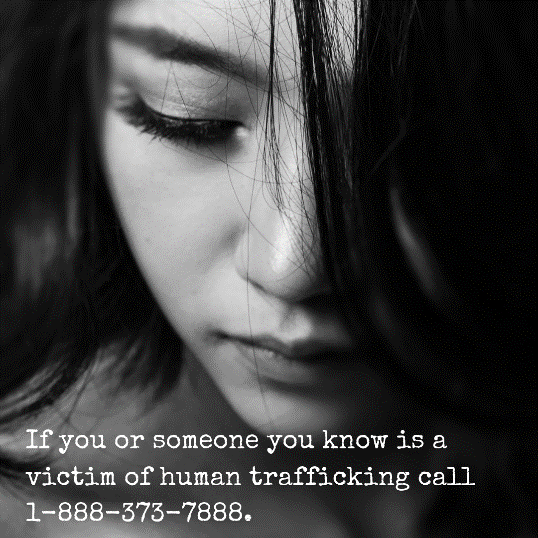 If you or someone you know is a
victim of human trafficking call
1-888-373-7888.